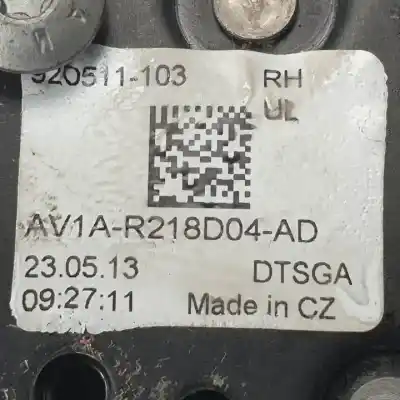 920511-103 RH
UL
AV1A-R218D04-AD
23.05.13 DTSGA
09:27:11 Made in CZ